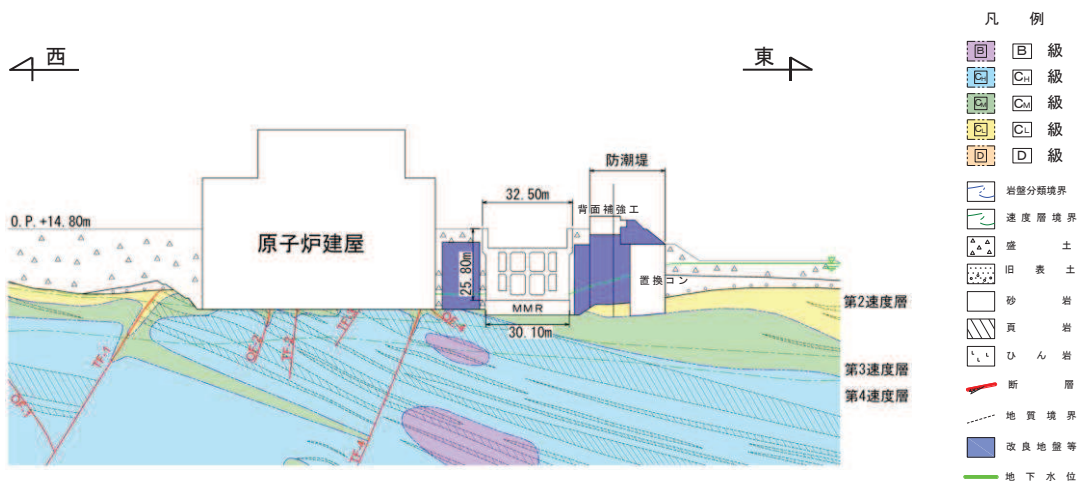 西
東
O.P.+14.80m
原子炉建屋
32.50m
25.80m
MMR
30.10m
防潮堤
背面補強工
置換コン
第2速度層
第3速度層
第4速度層
TF-1
OF-2
TF-2
OF-4
TF-4
凡 例
B B 級
CH CH 級
CM CM 級
CL CL 級
D D 級
岩盤分類境界
速度層境界
盛 土
旧 表 土
砂 岩
頁 岩
ひ ん 岩
断 層
地 質 境 界
改 良 地 盤 等
地 下 水 位